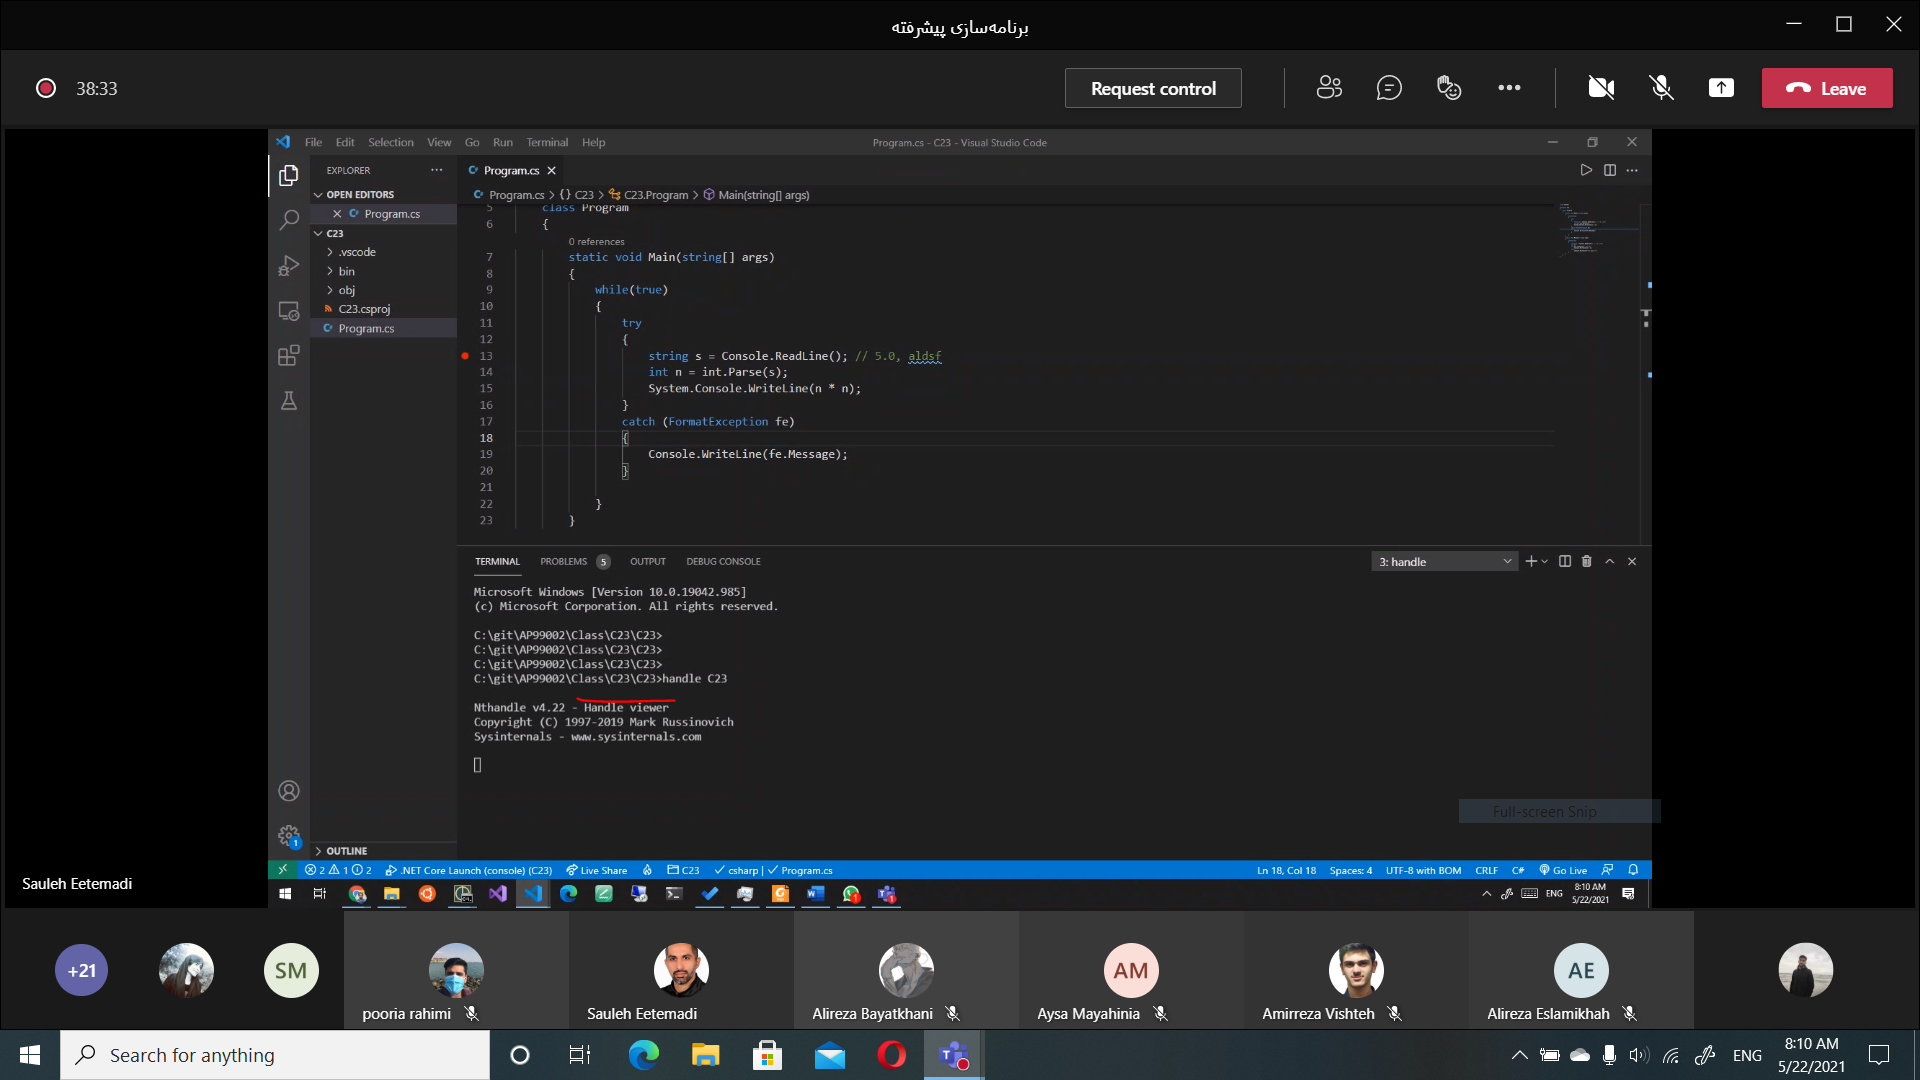 برنامه‌سازی پیشرفته
38:33
Request control
Leave
File Edit Selection View Go Run Terminal Help
Program.cs - C23 - Visual Studio Code
EXPLORER
OPEN EDITORS
Program.cs
C23
.vscode
bin
obj
C23.csproj
Program.cs
OUTLINE
Program.cs
Program.cs > {} C23 > C23.Program > Main(string[] args)
5 class Program
6 {
0 references
7 static void Main(string[] args)
8 {
9 while(true)
10 {
11 try
12 {
13 string s = Console.ReadLine(); // 5.0, aldsf
14 int n = int.Parse(s);
15 System.Console.WriteLine(n * n);
16 }
17 catch (FormatException fe)
18 {
19 Console.WriteLine(fe.Message);
20 }
21
22 }
23 }
TERMINAL PROBLEMS 5 OUTPUT DEBUG CONSOLE
3: handle
Microsoft Windows [Version 10.0.19042.985]
(c) Microsoft Corporation. All rights reserved.
C:\git\AP99002\Class\C23\C23>
C:\git\AP99002\Class\C23\C23>
C:\git\AP99002\Class\C23\C23>
C:\git\AP99002\Class\C23\C23>handle C23
Nthandle v4.22 - Handle viewer
Copyright (C) 1997-2019 Mark Russinovich
Sysinternals - www.sysinternals.com
Full-screen Snip
1
2 1 2 .NET Core Launch (console) (C23) Live Share C23 csharp | Program.cs
Ln 18, Col 18 Spaces: 4 UTF-8 with BOM CRLF C# Go Live
ENG
8:10 AM
5/22/2021
Sauleh Eetemadi
+21
SM
pooria rahimi
Sauleh Eetemadi
Alireza Bayatkhani
AM
Aysa Mayahinia
Amirreza Vishteh
AE
Alireza Eslamikhah
Search for anything
ENG
8:10 AM
5/22/2021